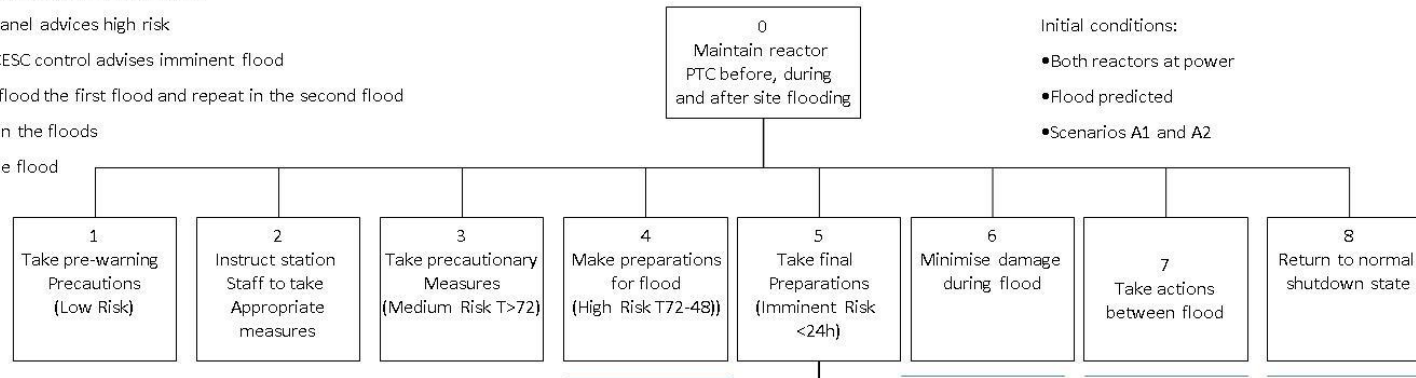 anel advices high risk
CESC control advises imminent flood
flood the first flood and repeat in the second flood
n the floods
e flood
0
Maintain reactor
PTC before, during
and after site flooding
Initial conditions:
•Both reactors at power
•Flood predicted
•Scenarios A1 and A2
1
Take pre-warning
Precautions
(Low Risk)
2
Instruct station
Staff to take
Appropriate
measures
3
Take precautionary
Measures
(Medium Risk T>72)
4
Make preparations
for flood
(High Risk T72-48))
5
Take final
Preparations
(Imminent Risk
<24h)
6
Minimise damage
during flood
7
Take actions
between flood
8
Return to normal
shutdown state